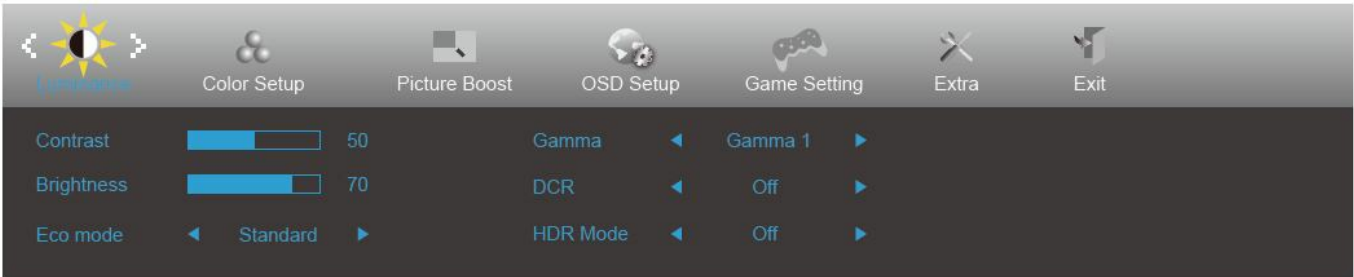 Luminance Color Setup Picture Boost OSD Setup Game Setting Extra Exit
Contrast 50 Gamma Gamma 1
Brightness 70 DCR Off
Eco mode Standard HDR Mode Off